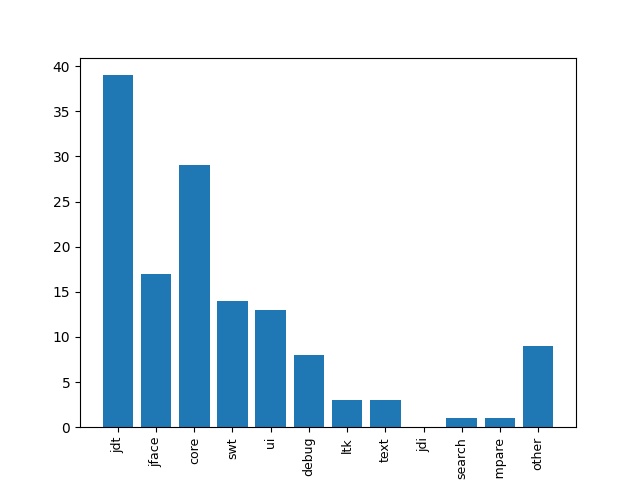 40
35
30
25
20
15
10
5
0
jdt
jface
core
swt
ui
debug
ltk
text
jdi
search
mpare
other